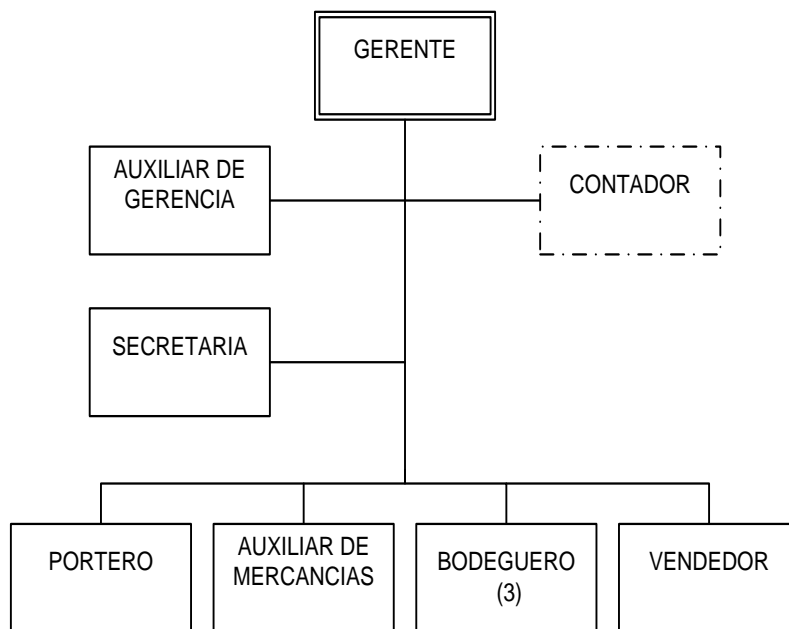 GERENTE
AUXILIAR DE
GERENCIA
CONTADOR
SECRETARIA
PORTERO
AUXILIAR DE
MERCANCIAS
BODEGUERO
(3)
VENDEDOR